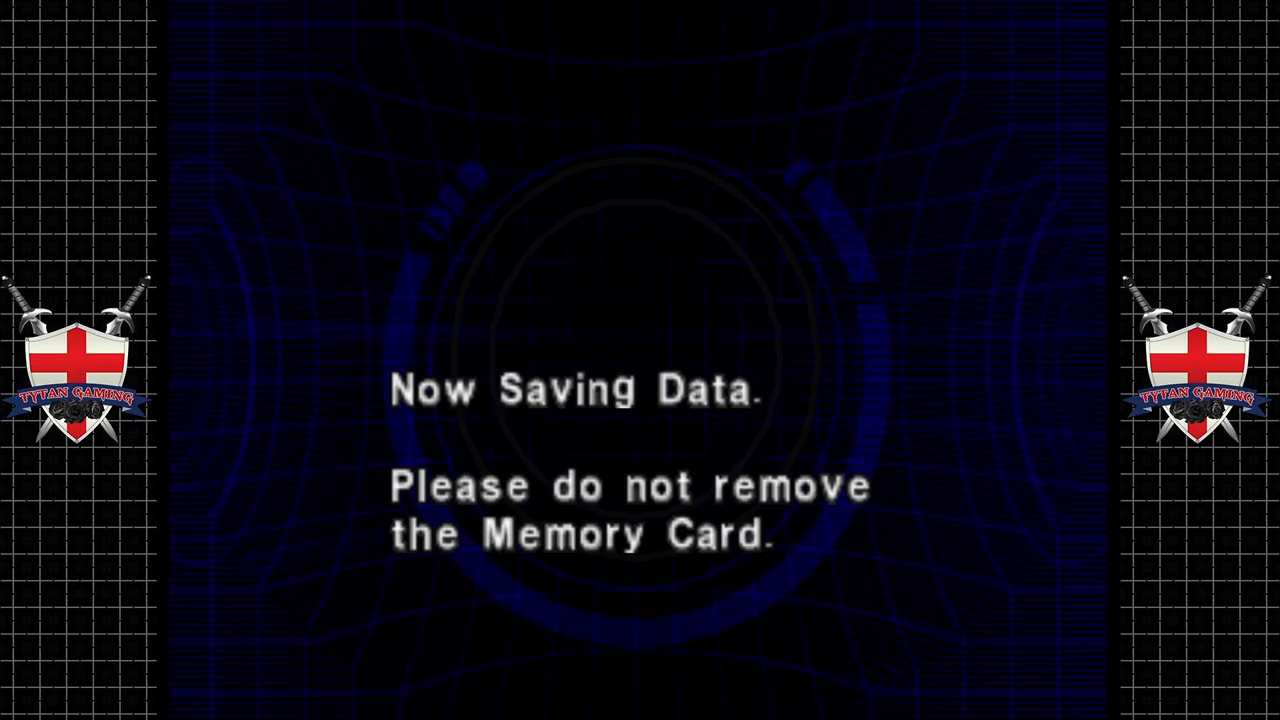 Now Saving Data.
Please do not remove
the Memory Card.
TYTAN GAMING
TYTAN GAMING